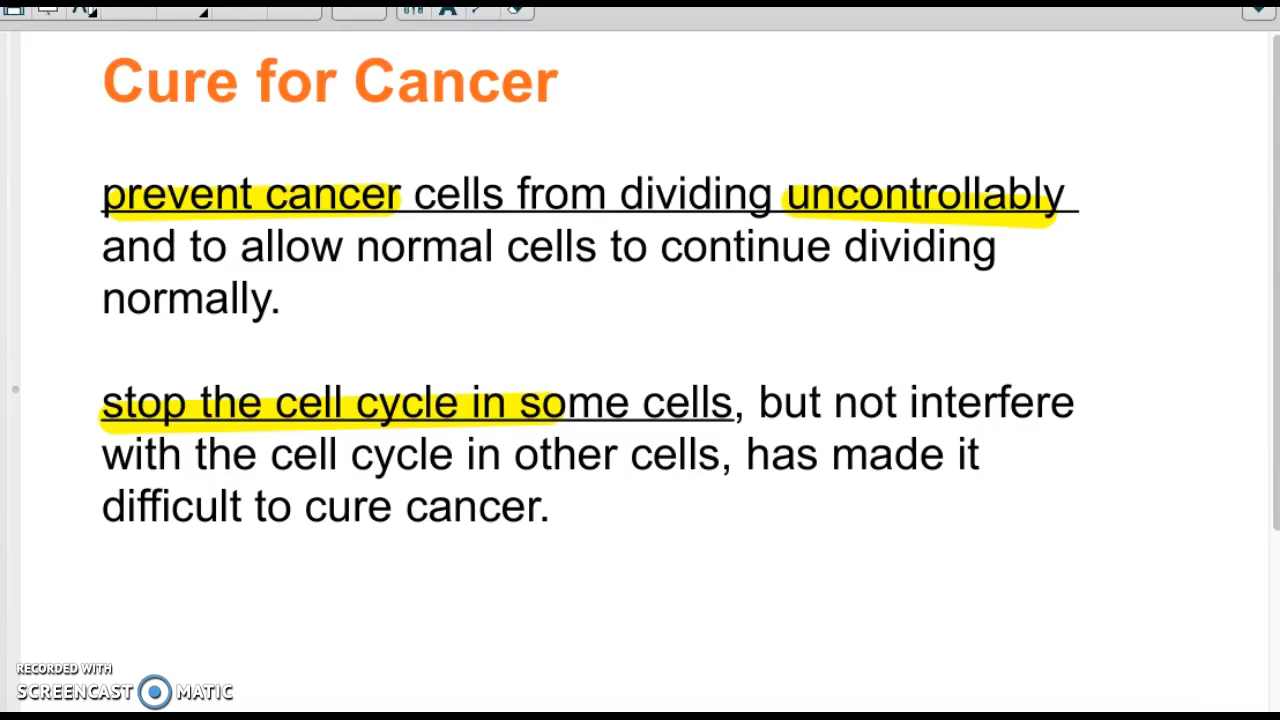 Cure for Cancer
prevent cancer cells from dividing uncontrollably
and to allow normal cells to continue dividing
normally.
stop the cell cycle in some cells, but not interfere
with the cell cycle in other cells, has made it
difficult to cure cancer.
RECORDED WITH
SCREENCAST MATIC